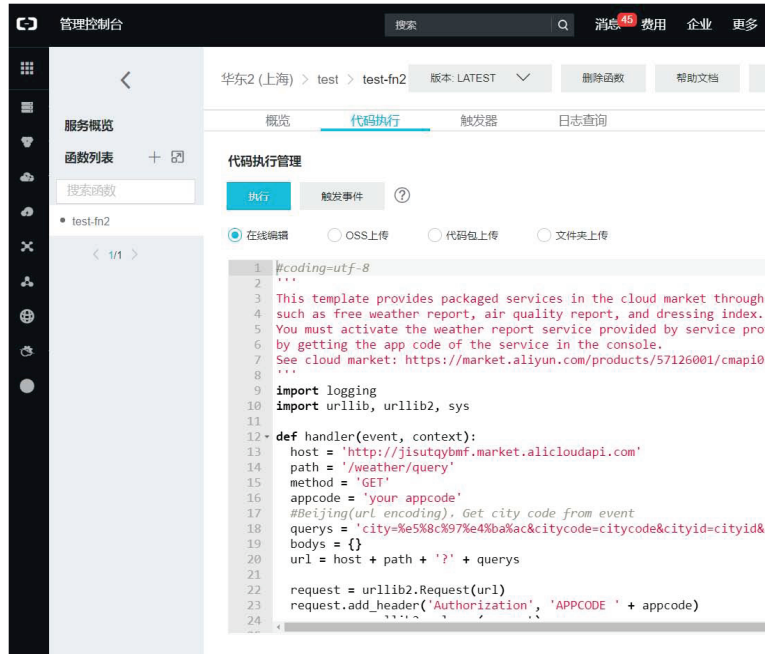 管理控制台
搜索
消息 45 费用 企业 更多
华东2 (上海) > test > test-fn2 版本: LATEST 删除函数 帮助文档
服务概览
函数列表
搜索函数
test-fn2
< 1/1 >
概览 代码执行 触发器 日志查询
代码执行管理
执行 触发事件 ?
在线编辑 OSS上传 代码包上传 文件夹上传
1 #coding=utf-8
2 '''
3 This template provides packaged services in the cloud market through
4 such as free weather report, air quality report, and dressing index.
5 You must activate the weather report service provided by service pro
6 by getting the app code of the service in the console.
7 See cloud market: https://market.aliyun.com/products/57126001/cmapi0
8 '''
9 import logging
10 import urllib, urllib2, sys
11
12 def handler(event, context):
13 host = 'http://jisutqybmf.market.alicloudapi.com'
14 path = '/weather/query'
15 method = 'GET'
16 appcode = 'your appcode'
17 #Beijing(url encoding). Get city code from event
18 querys = 'city=%e5%8c%97%e4%ba%ac&citycode=citycode&cityid=cityid&
19 bodys = {}
20 url = host + path + '?' + querys
21
22 request = urllib2.Request(url)
23 request.add_header('Authorization', 'APPCODE ' + appcode)
24